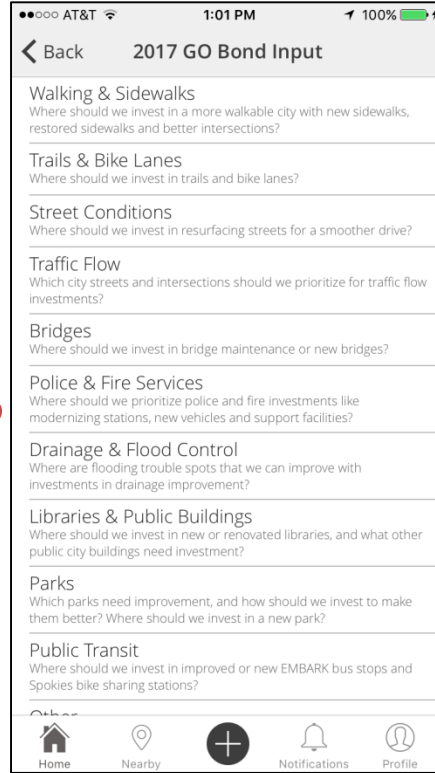 AT&T 1:01 PM 100%
Back 2017 GO Bond Input
Walking & Sidewalks
Where should we invest in a more walkable city with new sidewalks,
restored sidewalks and better intersections?
Trails & Bike Lanes
Where should we invest in trails and bike lanes?
Street Conditions
Where should we invest in resurfacing streets for a smoother drive?
Traffic Flow
Which city streets and intersections should we prioritize for traffic flow
investments?
Bridges
Where should we invest in bridge maintenance or new bridges?
Police & Fire Services
Where should we prioritize police and fire investments like
modernizing stations, new vehicles and support facilities?
Drainage & Flood Control
Where are flooding trouble spots that we can improve with
investments in drainage improvement?
Libraries & Public Buildings
Where should we invest in new or renovated libraries, and what other
public city buildings need investment?
Parks
Which parks need improvement, and how should we invest to make
them better? Where should we invest in a new park?
Public Transit
Where should we invest in improved or new EMBARK bus stops and
Spokies bike sharing stations?
Other
Home Nearby Notifications Profile